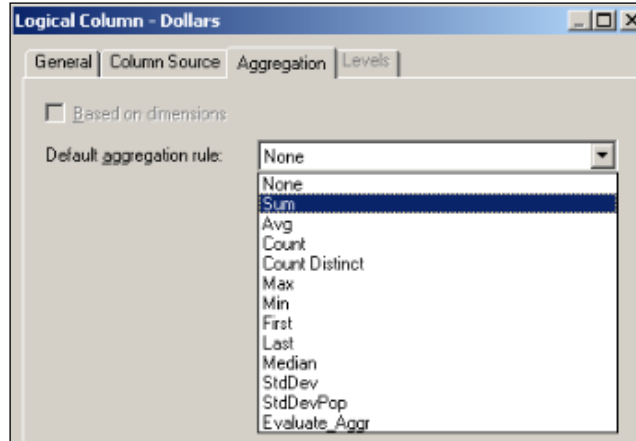 Logical Column - Dollars
General Column Source Aggregation Levels
Based on dimensions
Default aggregation rule: None
None
Sum
Avg
Count
Count Distinct
Max
Min
First
Last
Median
StdDev
StdDevPop
Evaluate_Aggr